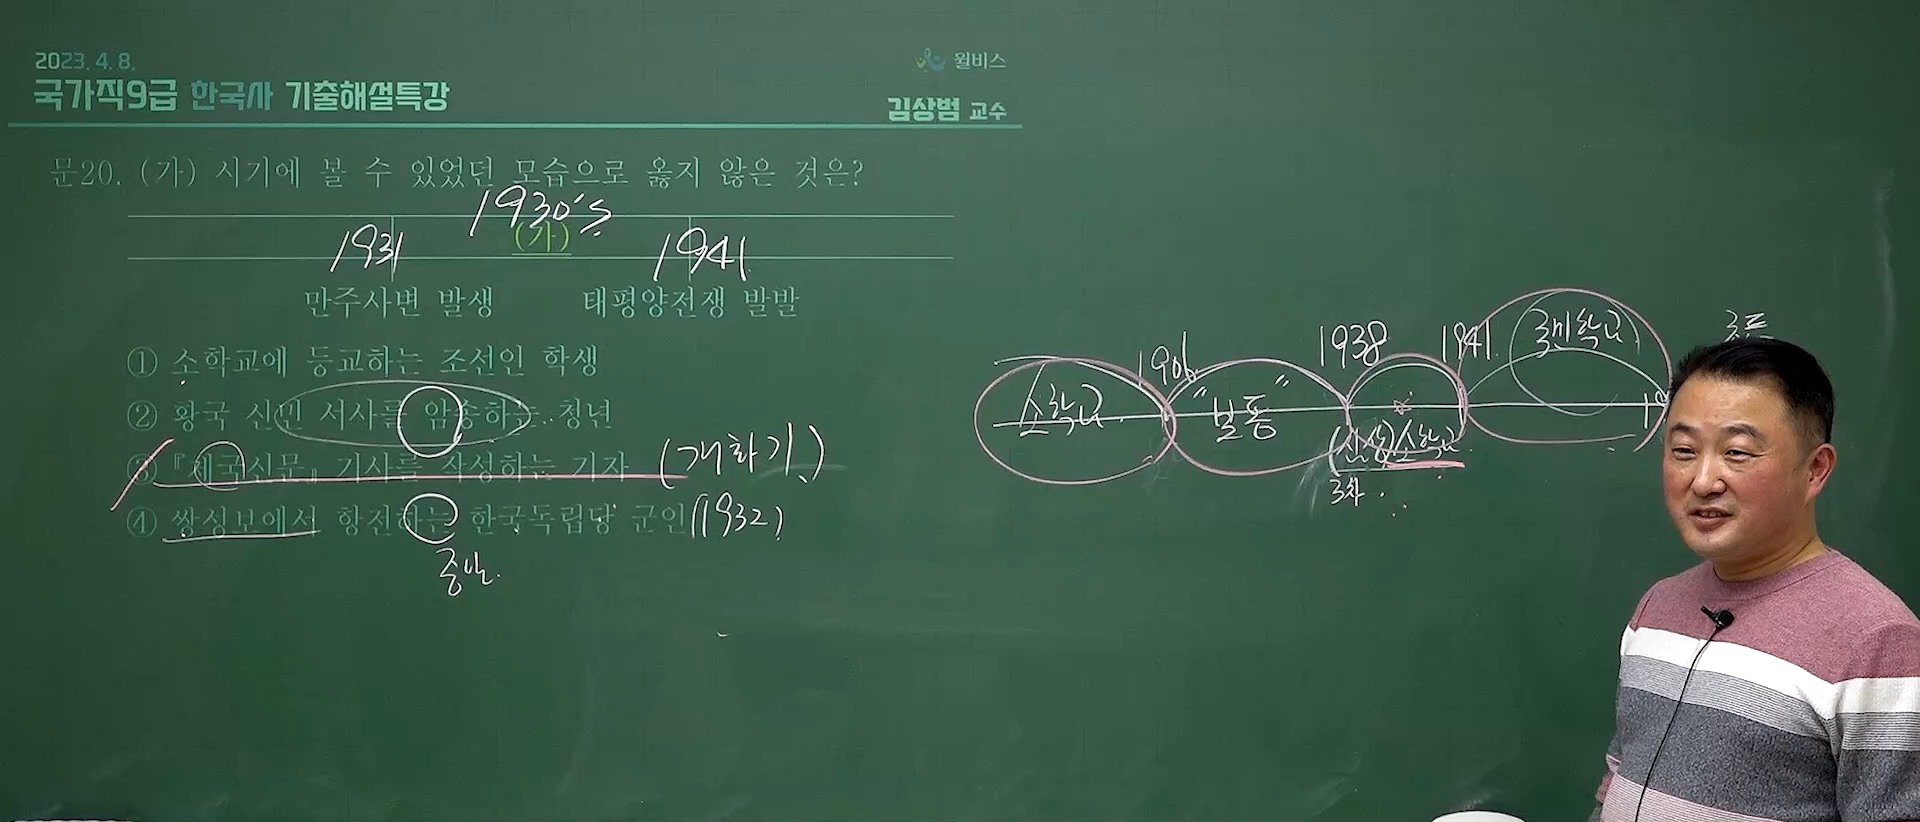 2023. 4. 8.
국가직9급 한국사 기출해설특강
윌비스
김상범 교수
문20. (가) 시기에 볼 수 있었던 모습으로 옳지 않은 것은?
1930's
(가)
1931
1941
만주사변 발생
태평양전쟁 발발
① 소학교에 등교하는 조선인 학생
② 황국 신민 서사를 암송하는 청년
③ 『제국신문』 기사를 작성하는 기자 (개화기)
④ 쌍성보에서 항전하는 한국독립당 군인 (1932)
중반
1906
1938
1941
국민학교
소학교
"보통"
(심상)소학교
3차